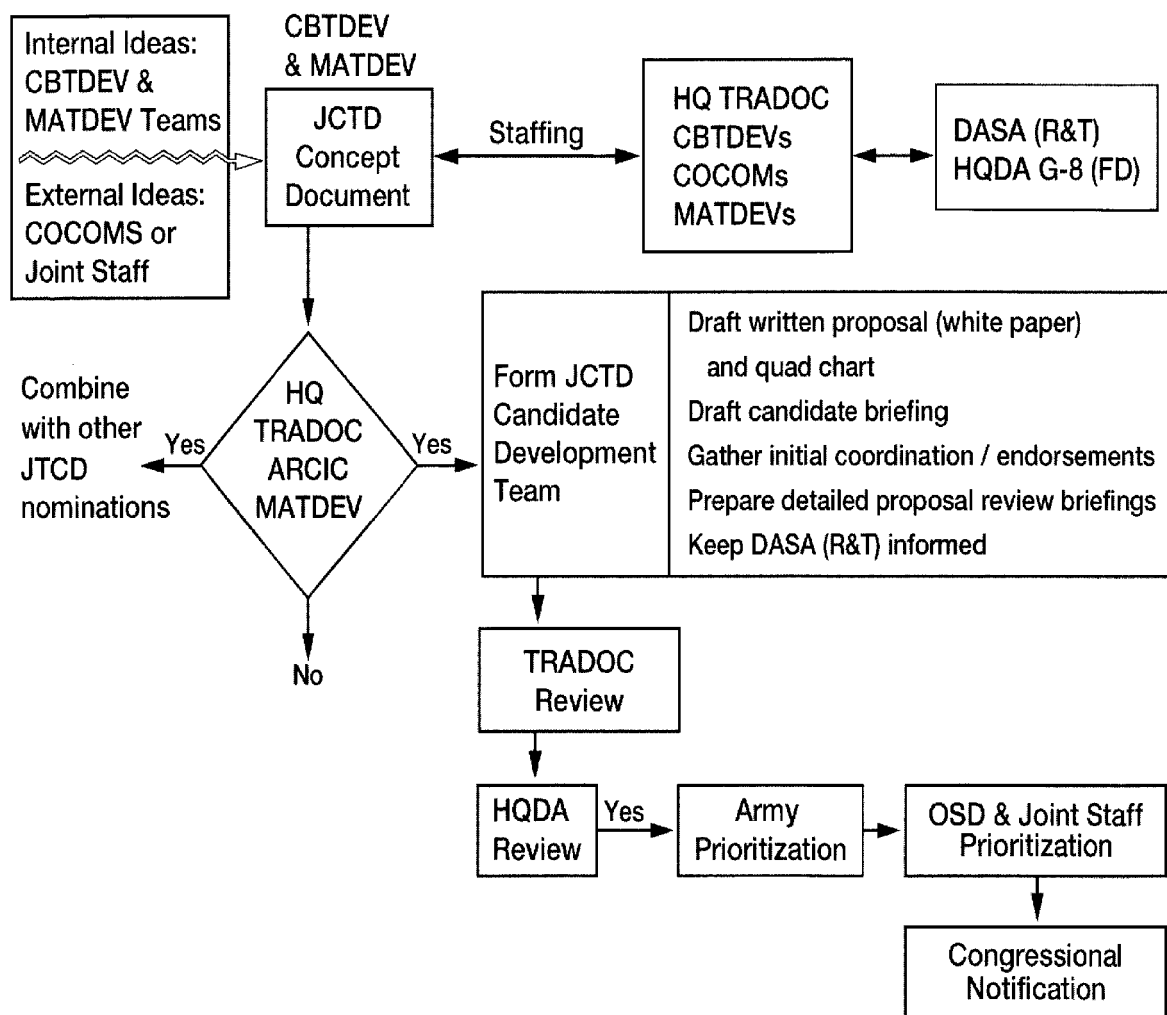 Internal Ideas:
CBTDEV &
MATDEV Teams
External Ideas:
COCOMS or
Joint Staff
CBTDEV
& MATDEV
JCTD
Concept
Document
Staffing
HQ TRADOC
CBTDEVs
COCOMs
MATDEVs
DASA (R&T)
HQDA G-8 (FD)
Combine
with other
JTCD
nominations
Yes
HQ
TRADOC
ARCIC
MATDEV
Yes
No
Form JCTD
Candidate
Development
Team
Draft written proposal (white paper)
and quad chart
Draft candidate briefing
Gather initial coordination / endorsements
Prepare detailed proposal review briefings
Keep DASA (R&T) informed
TRADOC
Review
HQDA
Review
Yes
Army
Prioritization
OSD & Joint Staff
Prioritization
Congressional
Notification